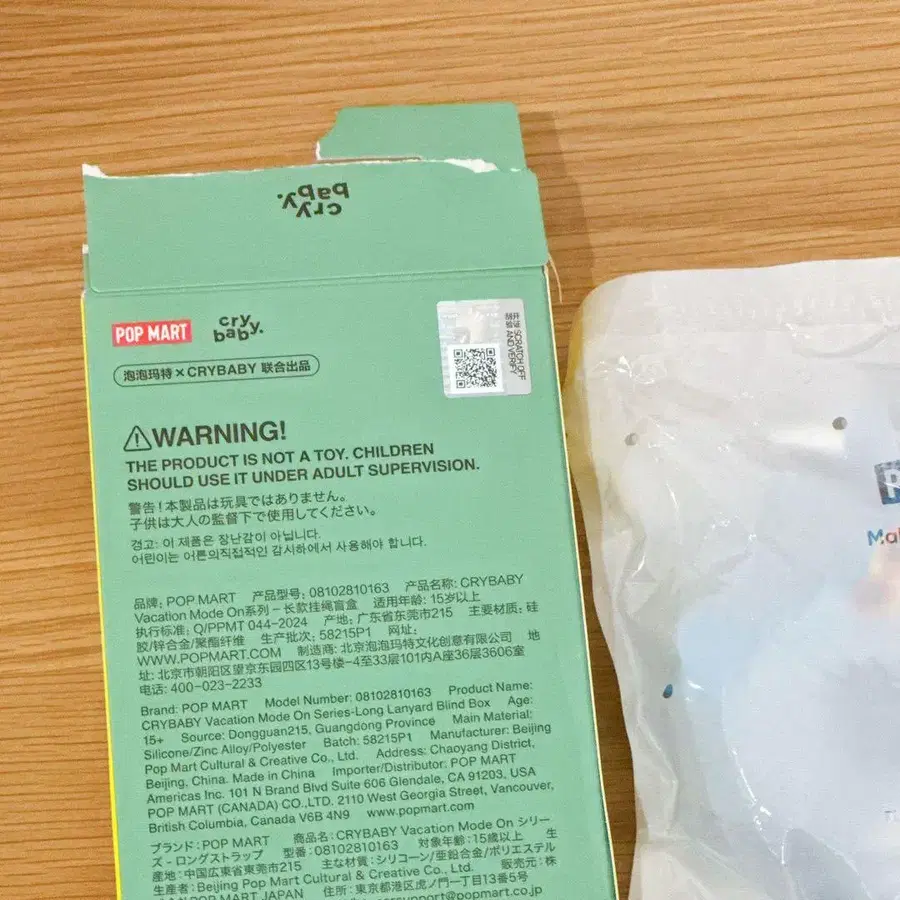 cry
baby.
POP MART
cry
baby.
泡泡玛特×CRYBABY 联合出品
SCRATCH OFF
AND VERIFY
WARNING!
THE PRODUCT IS NOT A TOY. CHILDREN
SHOULD USE IT UNDER ADULT SUPERVISION.
警告!本製品は玩具ではありません。
子供は大人の監督下で使用してください。
경고: 이 제품은 장난감이 아닙니다.
어린이는 어른의직접적인 감시하에서 사용해야 합니다.
品牌: POP MART 产品型号: 08102810163 产品名称: CRYBABY
Vacation Mode On系列 – 长款挂绳盲盒 适用年龄: 15岁以上
执行标准: Q/PPMT 044-2024 产地: 广东省东莞市215 主要材质: 硅
胶/锌合金/聚酯纤维 生产批次: 58215P1 网址:
WWW.POPMART.COM 制造商: 北京泡泡玛特文化创意有限公司 地
址: 北京市朝阳区望京东园四区13号楼-4至33层101内A座36层3606室
电话: 400-023-2233
Brand: POP MART Model Number: 08102810163 Product Name:
CRYBABY Vacation Mode On Series-Long Lanyard Blind Box Age:
15+ Source: Dongguan215, Guangdong Province Main Material:
Silicone/Zinc Alloy/Polyester Batch: 58215P1 Manufacturer: Beijing
Pop Mart Cultural & Creative Co., Ltd. Address: Chaoyang District,
Beijing, China. Made in China Importer/Distributor: POP MART
Americas Inc. 101 N Brand Blvd Suite 606 Glendale, CA 91203, USA
POP MART (CANADA) CO.,LTD. 2110 West Georgia Street, Vancouver,
British Columbia, Canada V6B 4N9 www.popmart.com
ブランド: POP MART 商品名: CRYBABY Vacation Mode On シリー
ズ - ロングストラップ 型番: 08102810163 対象年齢: 15歳以上 生
産地: 中国広東省東莞市215 主な材質: シリコーン/亜鉛合金/ポリエステル
生産者: Beijing Pop Mart Cultural & Creative Co., Ltd. 販売元: 株
POP MART JAPAN 住所: 東京都港区虎ノ門一丁目13番5号
support@popmart.co.jp